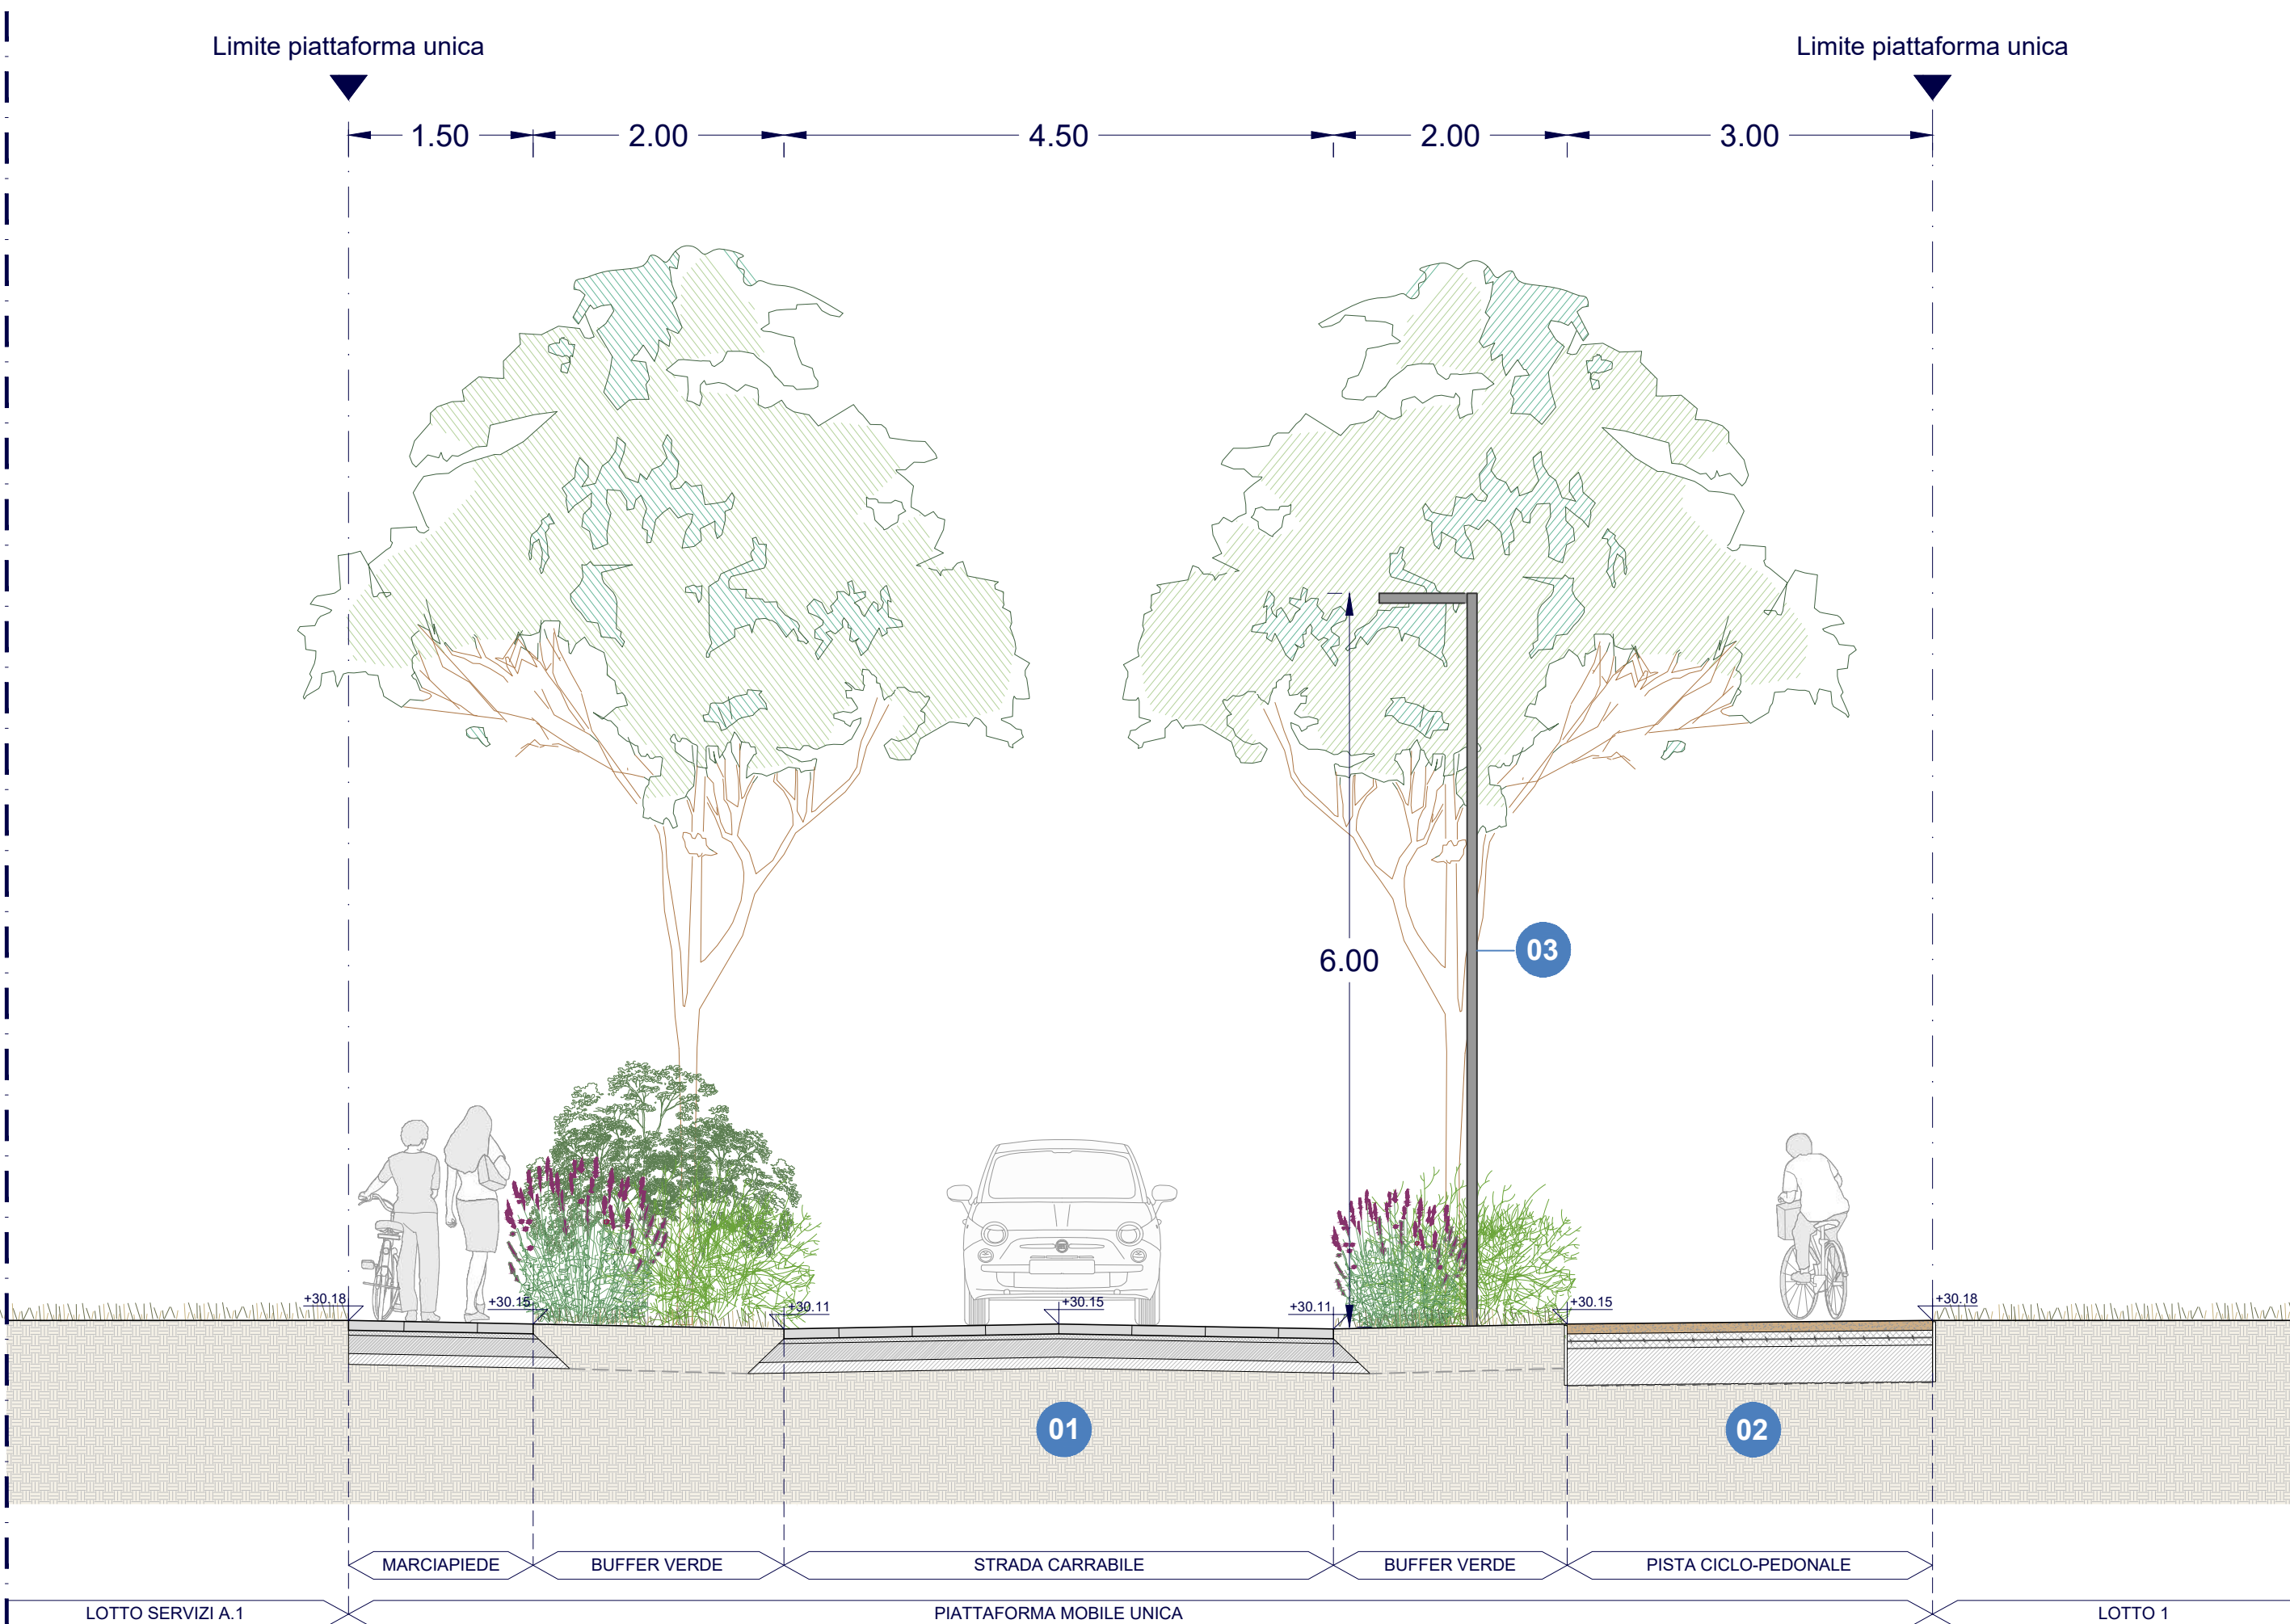 Limite piattaforma unica
Limite piattaforma unica
1.50
2.00
4.50
2.00
3.00
6.00
03
+30.18
+30.15
+30.11
+30.15
+30.11
+30.15
+30.18
01
02
MARCIAPIEDE
BUFFER VERDE
STRADA CARRABILE
BUFFER VERDE
PISTA CICLO-PEDONALE
LOTTO SERVIZI A.1
PIATTAFORMA MOBILE UNICA
LOTTO 1